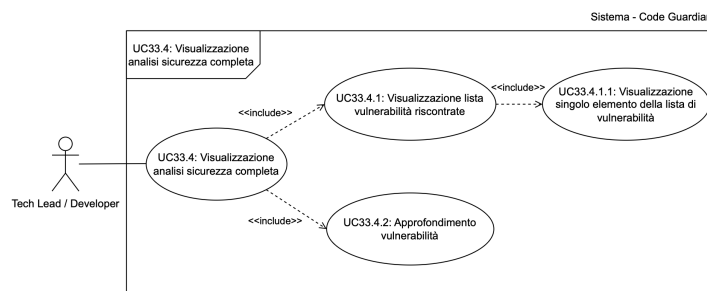 Sistema - Code Guardian
UC33.4: Visualizzazione
analisi sicurezza completa
UC33.4.1: Visualizzazione lista
vulnerabilità riscontrate
<<include>>
UC33.4.1.1: Visualizzazione
singolo elemento della lista di
vulnerabilità
<<include>>
UC33.4: Visualizzazione
analisi sicurezza completa
Tech Lead / Developer
<<include>>
UC33.4.2: Approfondimento
vulnerabilità